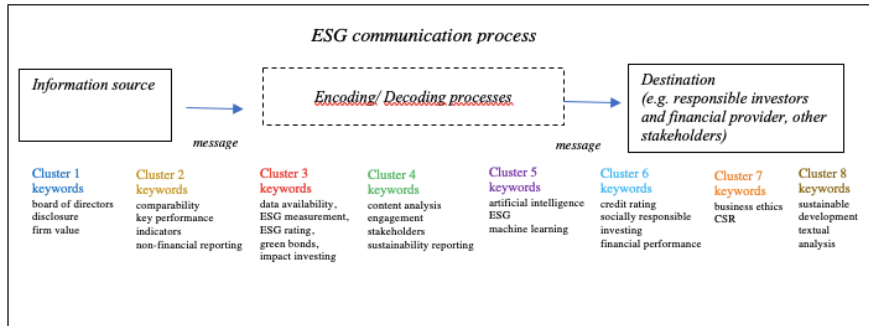 ESG communication process
Information source
Encoding/ Decoding processes
Destination
(e.g. responsible investors
and financial provider, other
stakeholders)
message
message
Cluster 1
keywords
board of directors
disclosure
firm value
Cluster 2
keywords
comparability
key performance
indicators
non-financial reporting
Cluster 3
keywords
data availability,
ESG measurement,
ESG rating,
green bonds,
impact investing
Cluster 4
keywords
content analysis
engagement
stakeholders
sustainability reporting
Cluster 5
keywords
artificial intelligence
ESG
machine learning
Cluster 6
keywords
credit rating
socially responsible
investing
financial performance
Cluster 7
keywords
business ethics
CSR
Cluster 8
keywords
sustainable
development
textual
analysis